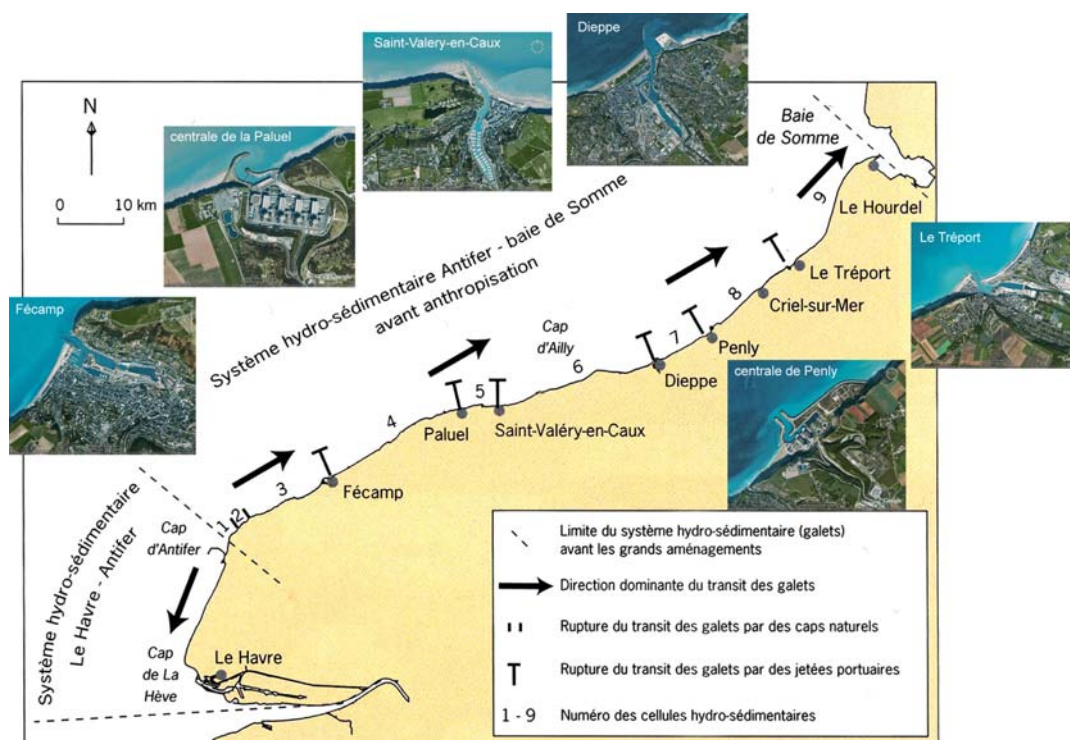 Dieppe
Saint-Valery-en-Caux
centrale de la Paluel
Fécamp
Le Tréport
centrale de Penly
N
0 10 km
Baie
de Somme
Système hydro-sédimentaire Antifer - baie de Somme
avant anthropisation
Système hydro-sédimentaire
Le Havre - Antifer
Le Hourdel
Le Tréport
Criel-sur-Mer
Penly
Dieppe
Cap
d'Ailly
Saint-Valéry-en-Caux
Paluel
Fécamp
Cap
d'Antifer
Cap
de La
Hève
Le Havre
1
2
3
4
5
6
7
8
9
Limite du système hydro-sédimentaire (galets)
avant les grands aménagements
Direction dominante du transit des galets
Rupture du transit des galets par des caps naturels
Rupture du transit des galets par des jetées portuaires
1 - 9 Numéro des cellules hydro-sédimentaires